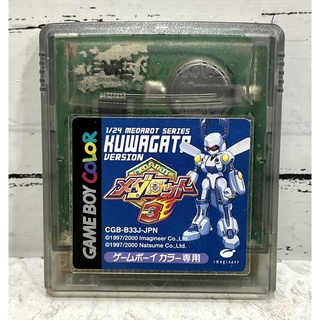 1/24 MEDAROT SERIES
KUWAGATA
VERSION
MEDAROT
メダロット
3
CGB-B33J-JPN
©1997/2000 Imagineer Co.,Ltd.
©1997/2000 Natsume Co.,Ltd.
ゲームボーイカラー専用
imagineer
GAME BOY COLOR